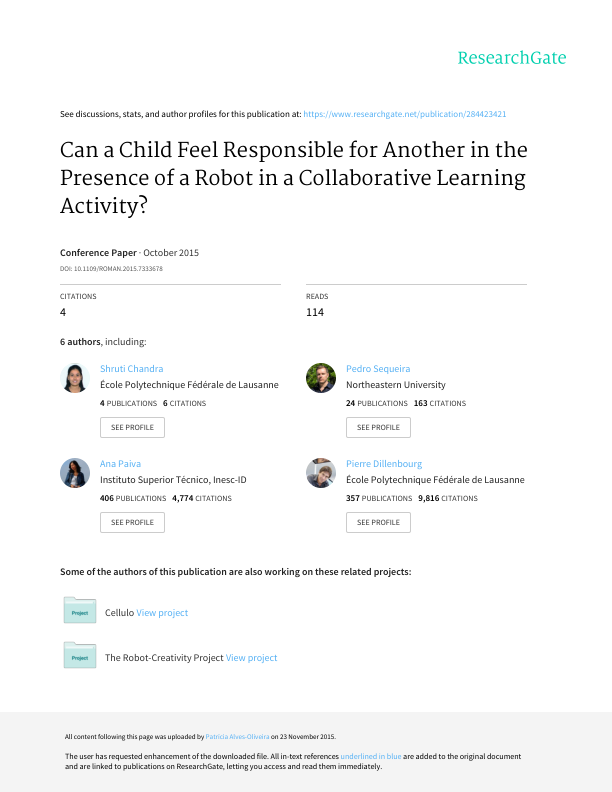 ResearchGate
See discussions, stats, and author profiles for this publication at: https://www.researchgate.net/publication/284423421
Can a Child Feel Responsible for Another in the
Presence of a Robot in a Collaborative Learning
Activity?
Conference Paper · October 2015
DOI: 10.1109/ROMAN.2015.7333678
CITATIONS
4
READS
114
6 authors, including:
Shruti Chandra
École Polytechnique Fédérale de Lausanne
4 PUBLICATIONS 6 CITATIONS
SEE PROFILE
Pedro Sequeira
Northeastern University
24 PUBLICATIONS 163 CITATIONS
SEE PROFILE
Ana Paiva
Instituto Superior Técnico, Inesc-ID
406 PUBLICATIONS 4,774 CITATIONS
SEE PROFILE
Pierre Dillenbourg
École Polytechnique Fédérale de Lausanne
357 PUBLICATIONS 9,816 CITATIONS
SEE PROFILE
Some of the authors of this publication are also working on these related projects:
Project
Cellulo View project
Project
The Robot-Creativity Project View project
All content following this page was uploaded by Patricia Alves-Oliveira on 23 November 2015.
The user has requested enhancement of the downloaded file. All in-text references underlined in blue are added to the original document
and are linked to publications on ResearchGate, letting you access and read them immediately.